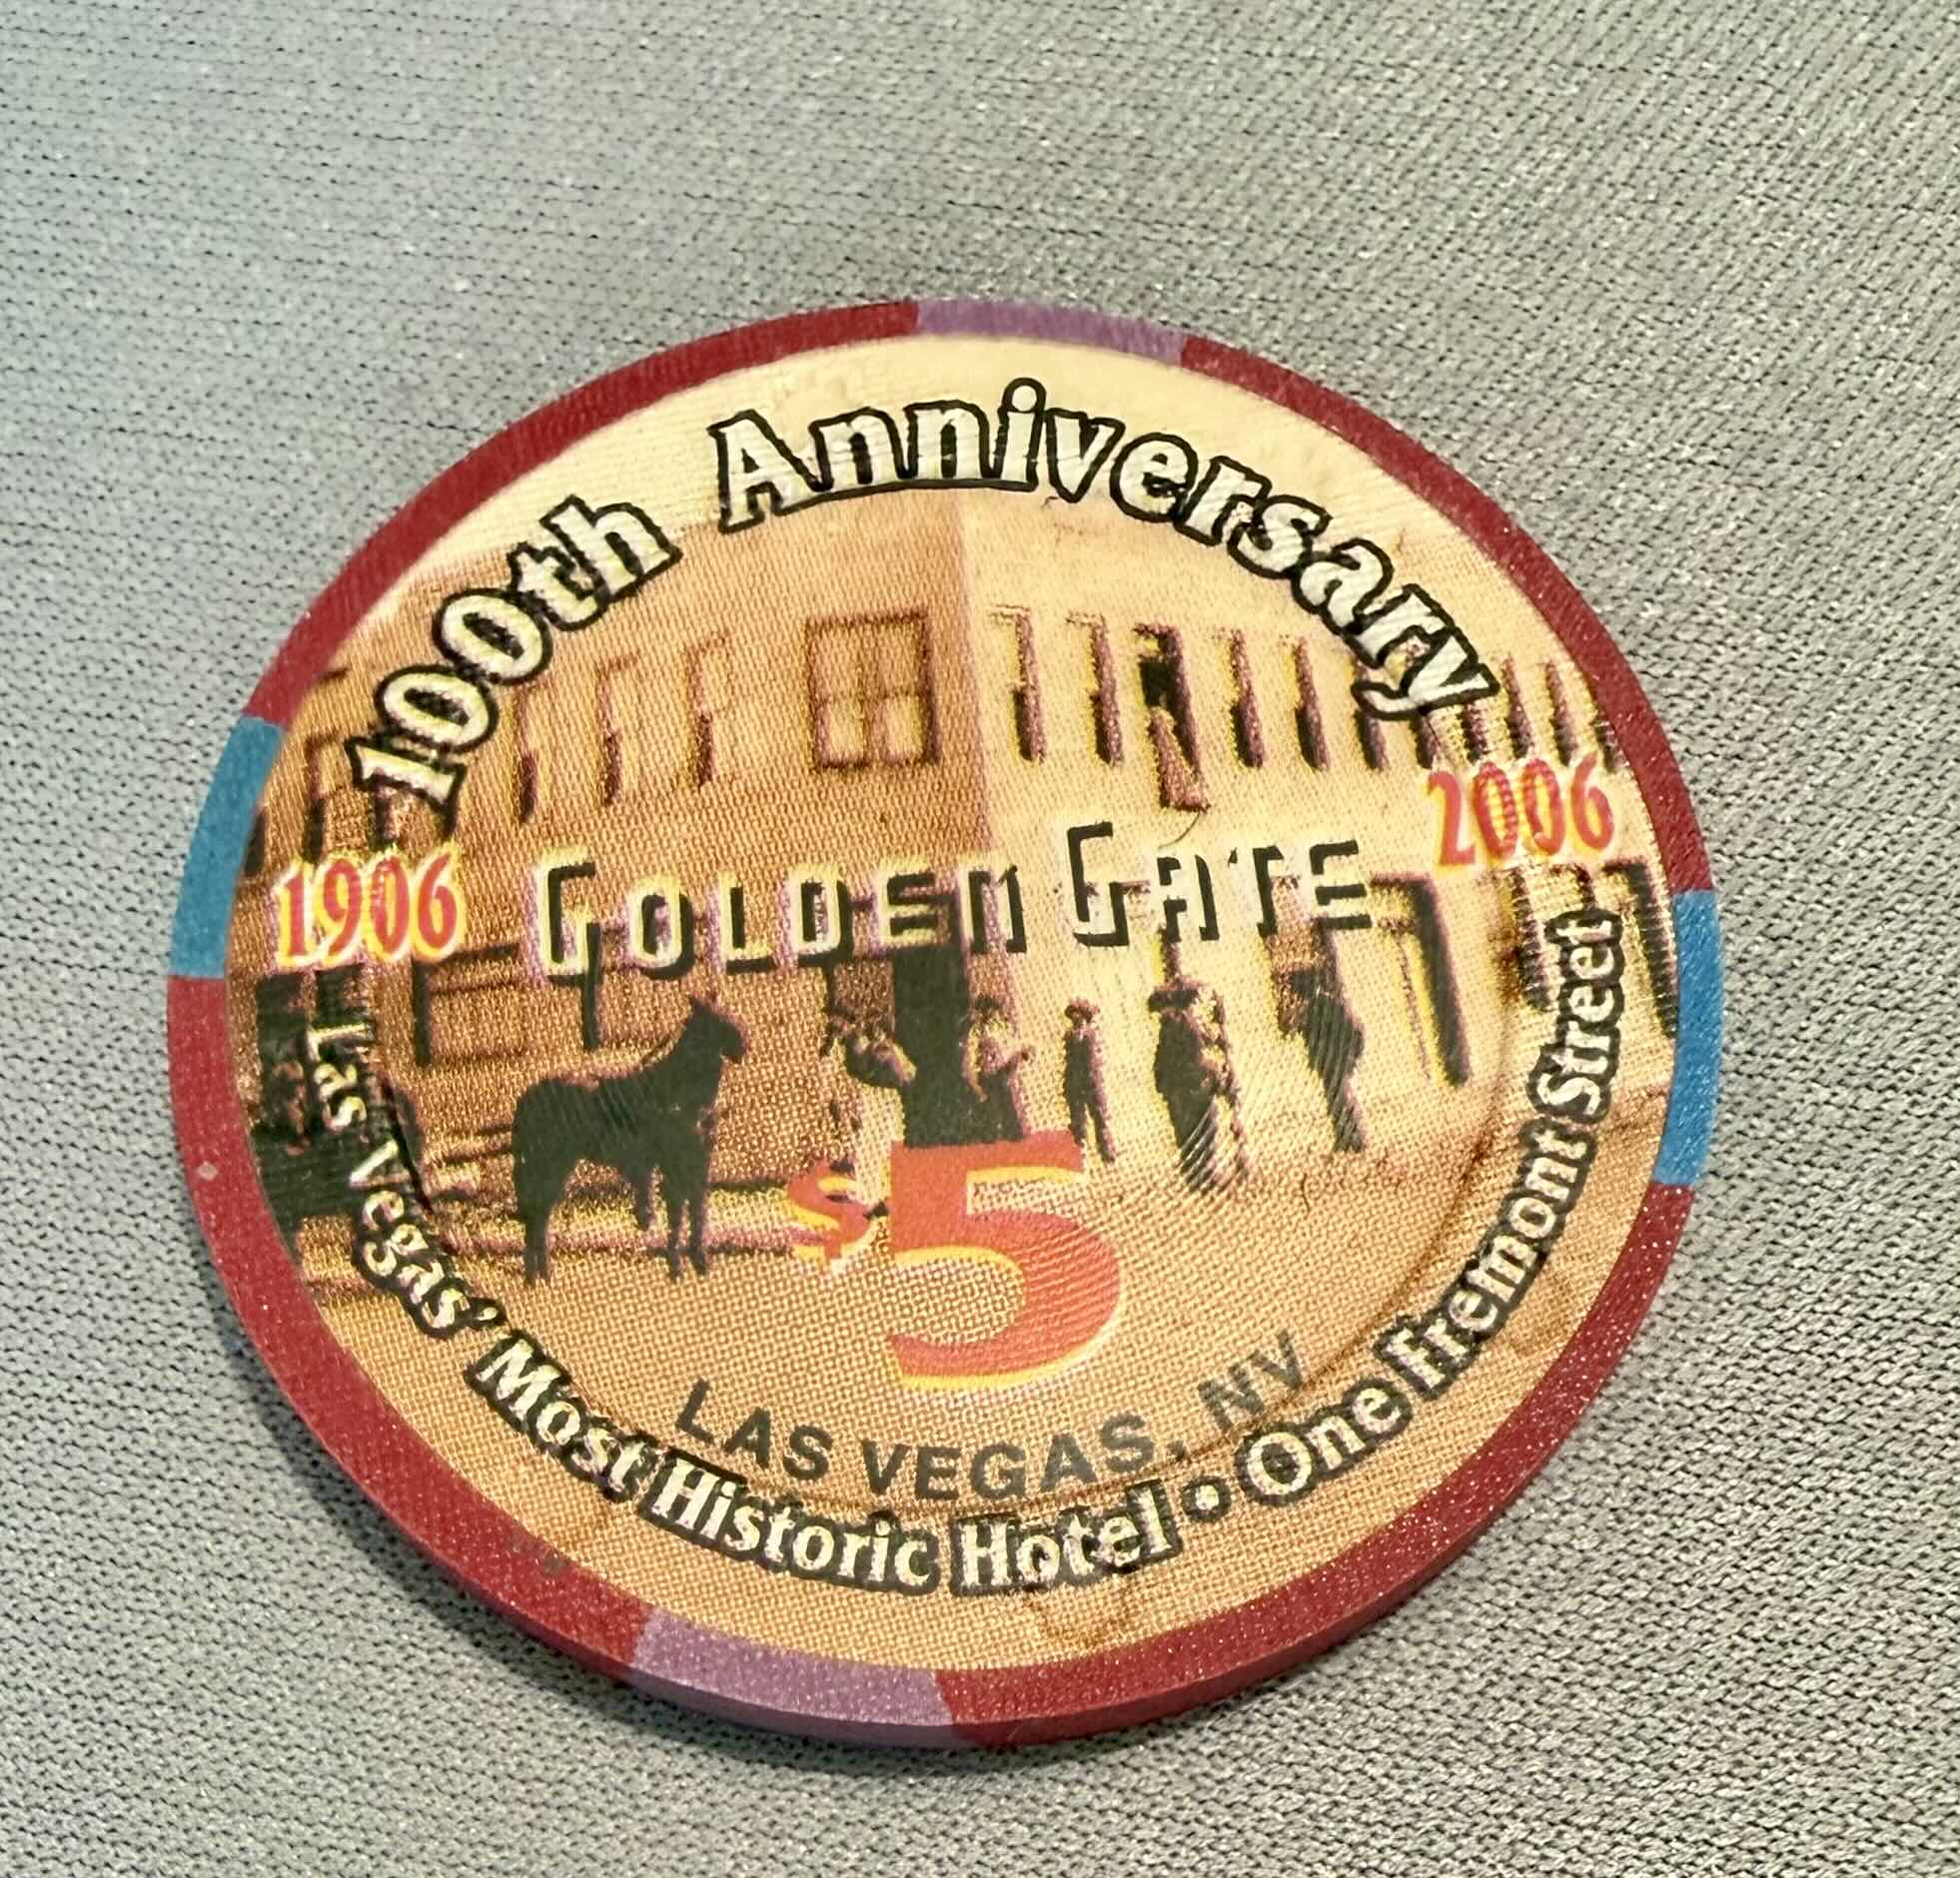 100th Anniversary
1906
2006
GOLDEN GATE
$5
LAS VEGAS, NV
Las Vegas' Most Historic Hotel • One Fremont Street